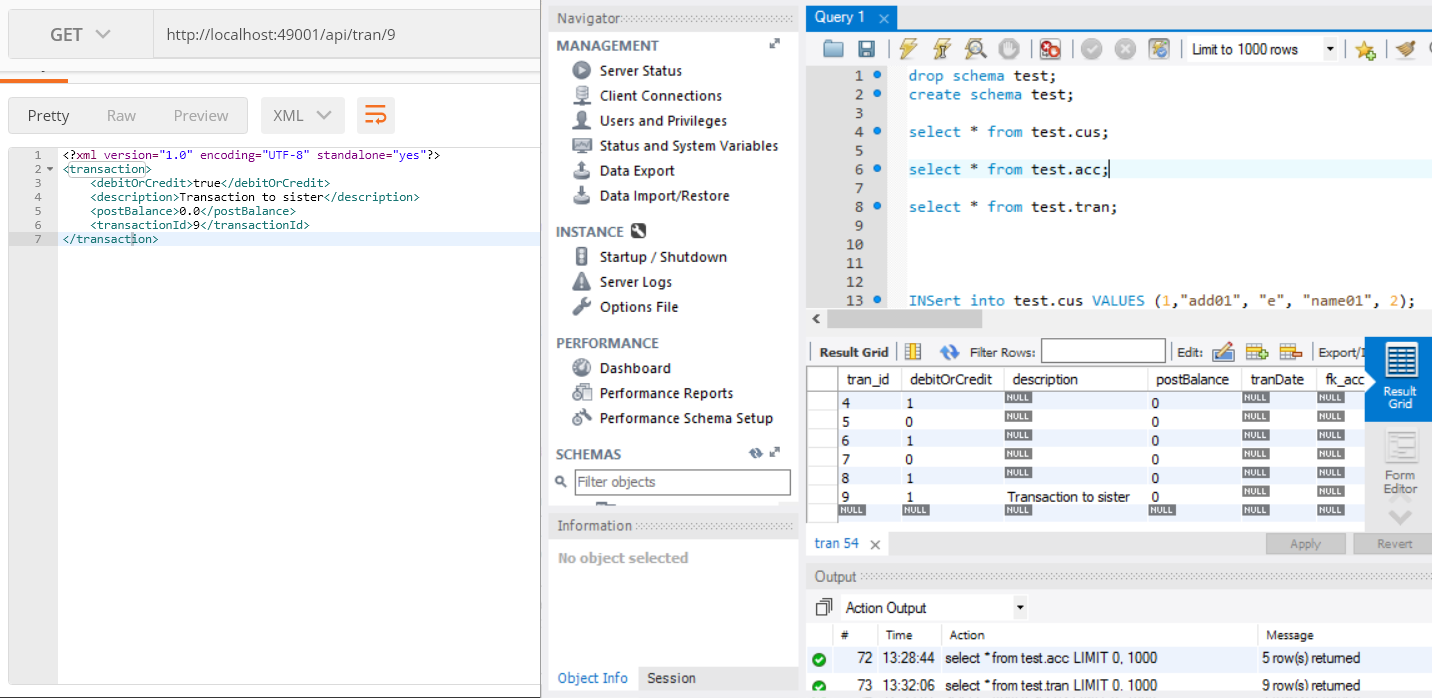 GET
http://localhost:49001/api/tran/9
Pretty
Raw
Preview
XML
1 <?xml version="1.0" encoding="UTF-8" standalone="yes"?>
2 <transaction>
3 <debitOrCredit>true</debitOrCredit>
4 <description>Transaction to sister</description>
5 <postBalance>0.0</postBalance>
6 <transactionId>9</transactionId>
7 </transaction>
Navigator
MANAGEMENT
Server Status
Client Connections
Users and Privileges
Status and System Variables
Data Export
Data Import/Restore
INSTANCE
Startup / Shutdown
Server Logs
Options File
PERFORMANCE
Dashboard
Performance Reports
Performance Schema Setup
SCHEMAS
Filter objects
Information
No object selected
Object Info
Session
Query 1
Limit to 1000 rows
1 drop schema test;
2 create schema test;
3
4 select * from test.cus;
5
6 select * from test.acc;
7
8 select * from test.tran;
9
10
11
12
13 INSert into test.cus VALUES (1,"add01", "e", "name01", 2);
Result Grid
Filter Rows:
Edit:
Export/I
tran_id debitOrCredit description postBalance tranDate fk_acc
4 1 NULL 0 NULL NULL
5 0 NULL 0 NULL NULL
6 1 NULL 0 NULL NULL
7 0 NULL 0 NULL NULL
8 1 NULL 0 NULL NULL
9 1 Transaction to sister 0 NULL NULL
NULL NULL NULL NULL NULL NULL
Result
Grid
Form
Editor
tran 54
Apply
Revert
Output
Action Output
# Time Action Message
72 13:28:44 select * from test.acc LIMIT 0, 1000 5 row(s) returned
73 13:32:06 select * from test.tran LIMIT 0, 1000 9 row(s) returned